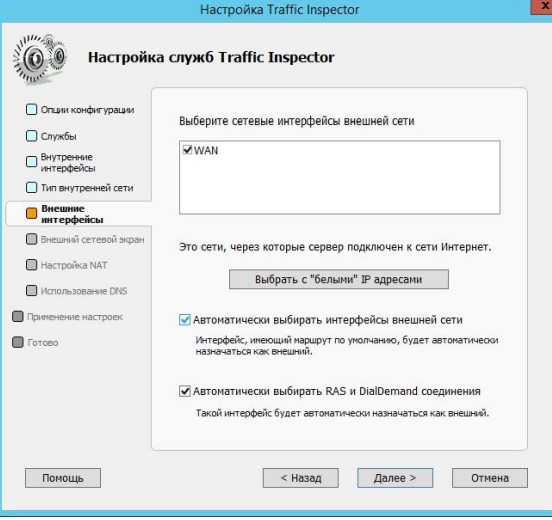 Настройка Traffic Inspector
x
Настройка служб Traffic Inspector
Опции конфигурации
Службы
Внутренние
интерфейсы
Тип внутренней сети
Внешние
интерфейсы
Внешний сетевой экран
Настройка NAT
Использование DNS
Применение настроек
Готово
Выберите сетевые интерфейсы внешней сети
WAN
Это сети, через которые сервер подключен к сети Интернет.
Выбрать с "белыми" IP адресами
Автоматически выбирать интерфейсы внешней сети
Интерфейс, имеющий маршрут по умолчанию, будет автоматически
назначаться как внешний.
Автоматически выбирать RAS и DialDemand соединения
Такой интерфейс будет автоматически назначаться как внешний.
Помощь
< Назад
Далее >
Отмена